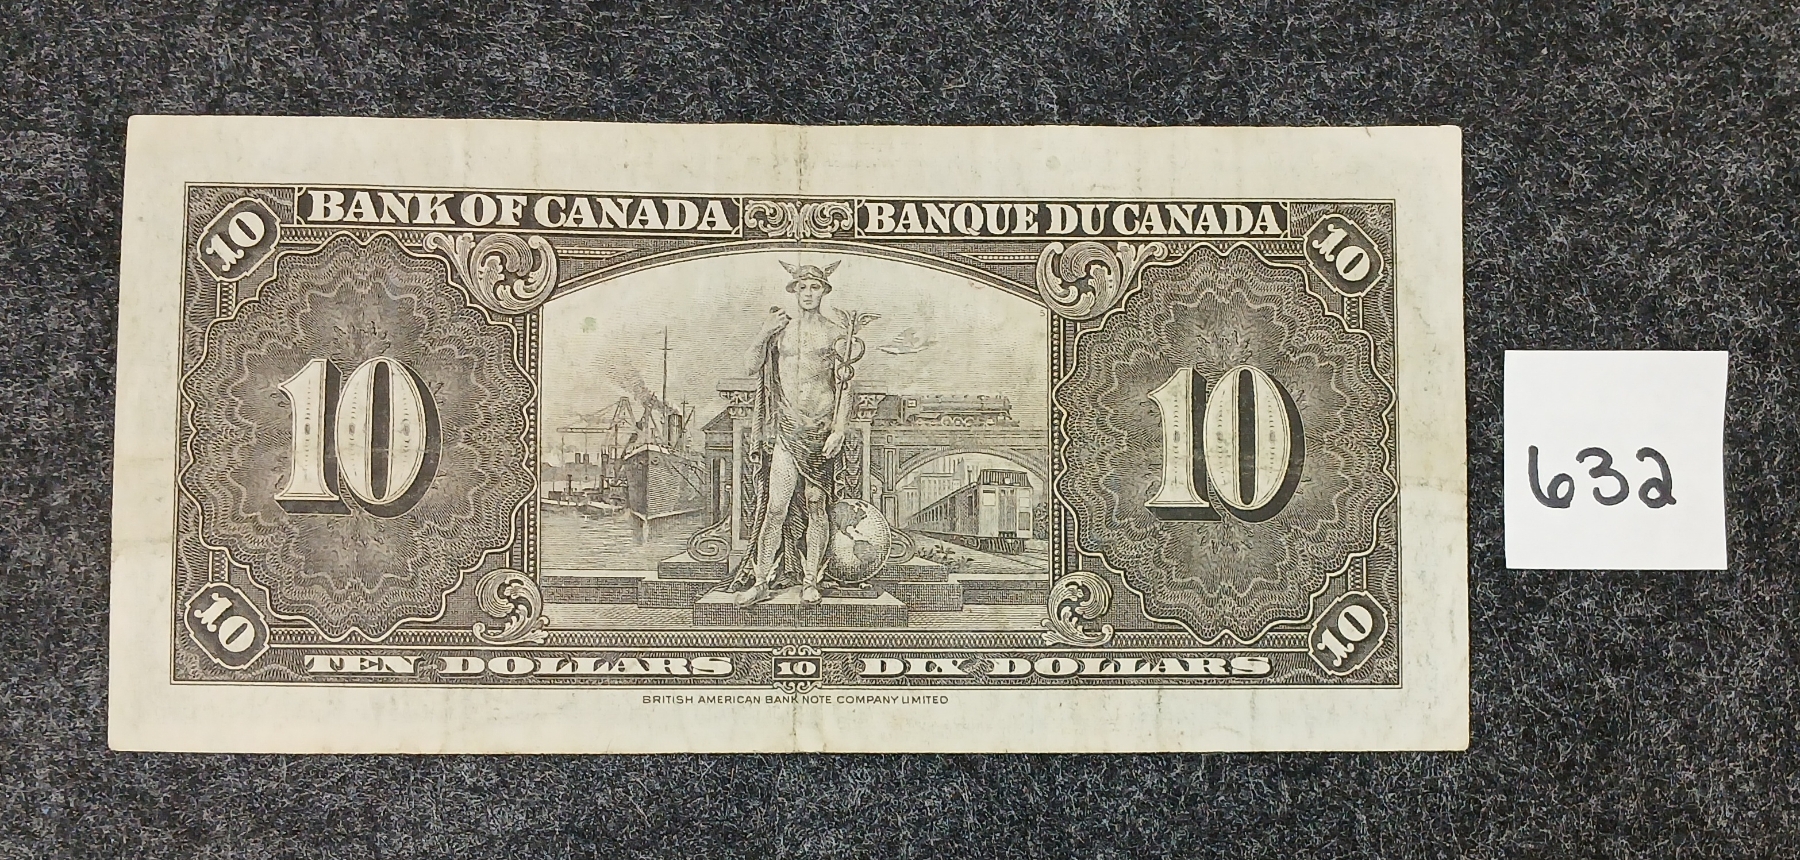 10 BANK OF CANADA BANQUE DU CANADA 10
10 10
632
10 TEN DOLLARS 10 DIX DOLLARS 10
BRITISH AMERICAN BANK NOTE COMPANY LIMITED